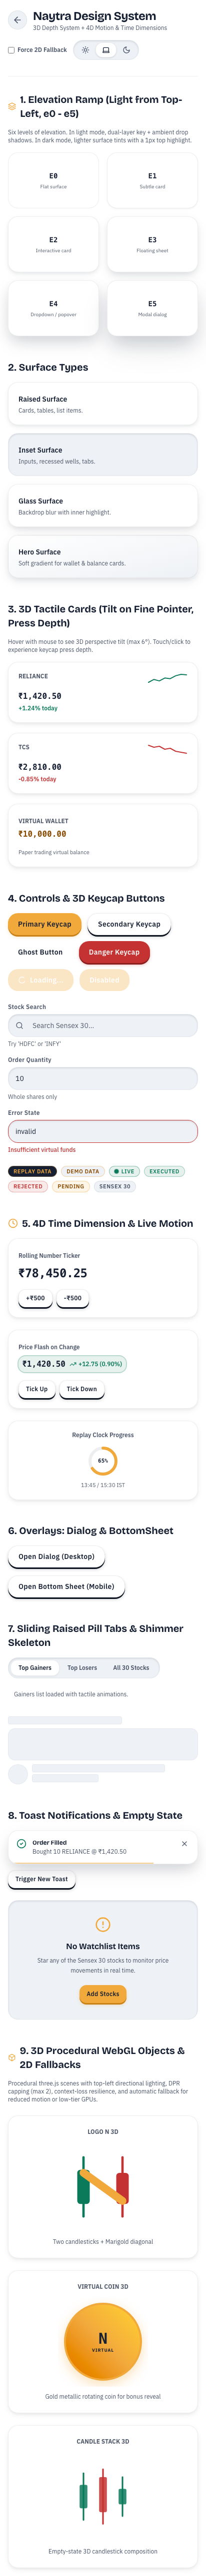 Naytra Design System
3D Depth System + 4D Motion & Time Dimensions
Force 2D Fallback
1. Elevation Ramp (Light from Top-
Left, e0 - e5)
Six levels of elevation. In light mode, dual-layer key + ambient drop
shadows. In dark mode, lighter surface tints with a 1px top highlight.
E0
Flat surface
E1
Subtle card
E2
Interactive card
E3
Floating sheet
E4
Dropdown / popover
E5
Modal dialog
2. Surface Types
Raised Surface
Cards, tables, list items.
Inset Surface
Inputs, recessed wells, tabs.
Glass Surface
Backdrop blur with inner highlight.
Hero Surface
Soft gradient for wallet & balance cards.
3. 3D Tactile Cards (Tilt on Fine Pointer,
Press Depth)
Hover with mouse to see 3D perspective tilt (max 6°). Touch/click to
experience keycap press depth.
RELIANCE
₹1,420.50
+1.24% today
TCS
₹2,810.00
-0.85% today
VIRTUAL WALLET
₹10,000.00
Paper trading virtual balance
4. Controls & 3D Keycap Buttons
Primary Keycap
Secondary Keycap
Ghost Button
Danger Keycap
Loading...
Disabled
Stock Search
Search Sensex 30...
Try 'HDFC' or 'INFY'
Order Quantity
10
Whole shares only
Error State
invalid
Insufficient virtual funds
REPLAY DATA
DEMO DATA
LIVE
EXECUTED
REJECTED
PENDING
SENSEX 30
5. 4D Time Dimension & Live Motion
Rolling Number Ticker
₹78,450.25
+₹500
-₹500
Price Flash on Change
₹1,420.50 +12.75 (0.90%)
Tick Up
Tick Down
Replay Clock Progress
65%
13:45 / 15:30 IST
6. Overlays: Dialog & BottomSheet
Open Dialog (Desktop)
Open Bottom Sheet (Mobile)
7. Sliding Raised Pill Tabs & Shimmer
Skeleton
Top Gainers
Top Losers
All 30 Stocks
Gainers list loaded with tactile animations.
8. Toast Notifications & Empty State
Order Filled
Bought 10 RELIANCE @ ₹1,420.50
Trigger New Toast
No Watchlist Items
Star any of the Sensex 30 stocks to monitor price
movements in real time.
Add Stocks
9. 3D Procedural WebGL Objects &
2D Fallbacks
Procedural three.js scenes with top-left directional lighting, DPR
capping (max 2), context-loss resilience, and automatic fallback for
reduced motion or low-tier GPUs.
LOGO N 3D
Two candlesticks + Marigold diagonal
VIRTUAL COIN 3D
N
VIRTUAL
Gold metallic rotating coin for bonus reveal
CANDLE STACK 3D
Empty-state 3D candlestick composition